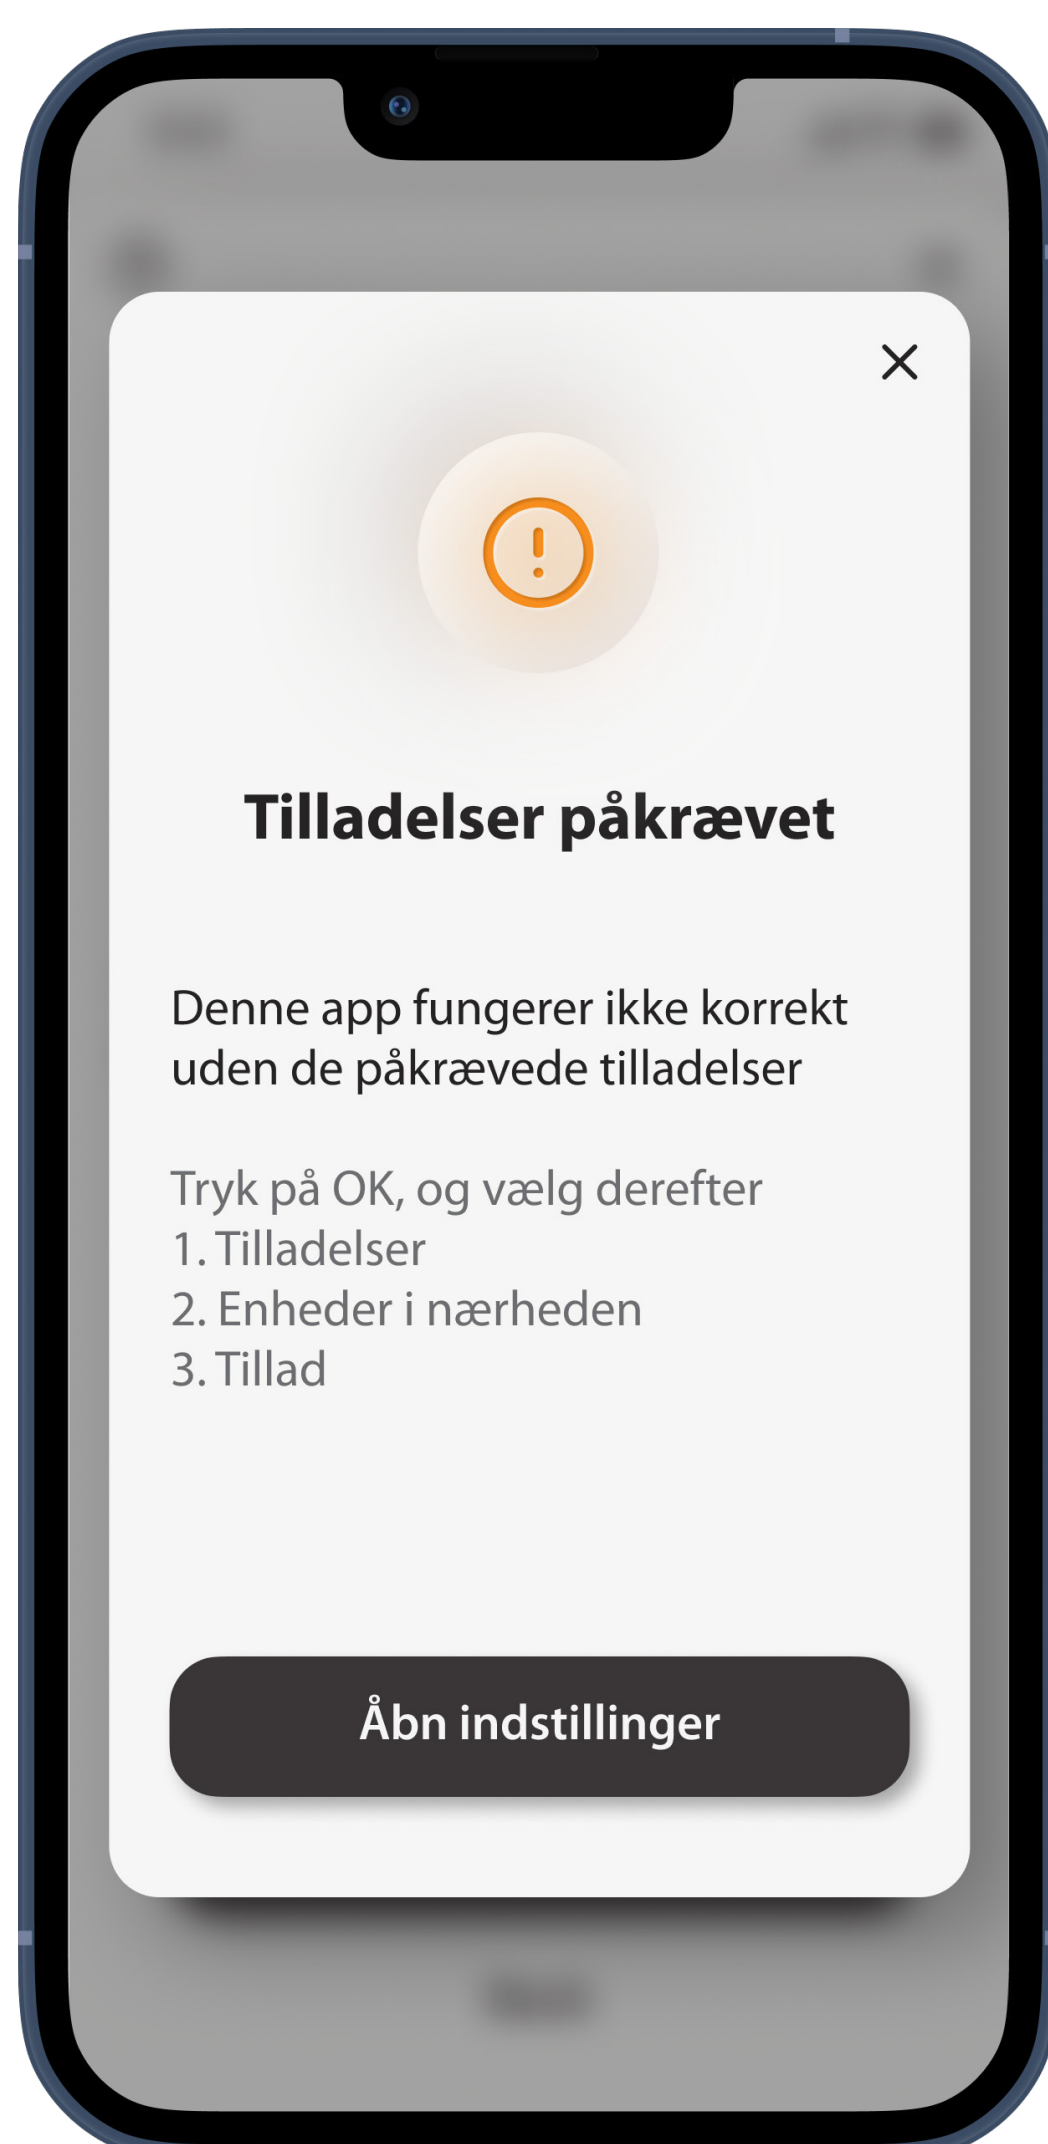 Tilladelser påkrævet
Denne app fungerer ikke korrekt
uden de påkrævede tilladelser
Tryk på OK, og vælg derefter
1. Tilladelser
2. Enheder i nærheden
3. Tillad
Åbn indstillinger